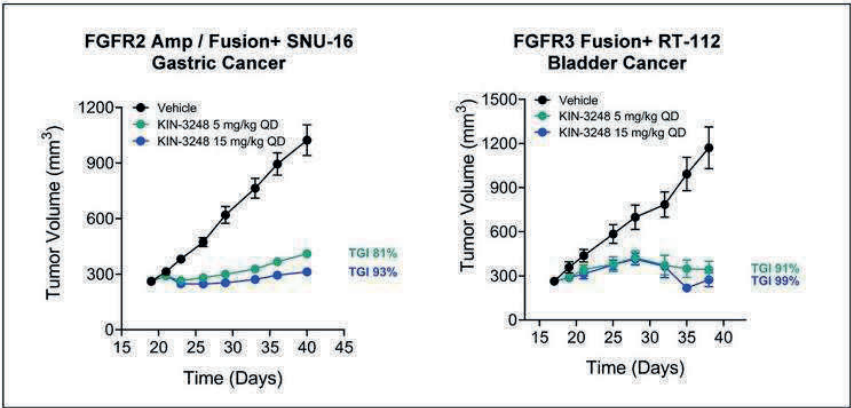 FGFR2 Amp / Fusion+ SNU-16
Gastric Cancer
Tumor Volume (mm³)
1200
900
600
300
0
Vehicle
KIN-3248 5 mg/kg QD
KIN-3248 15 mg/kg QD
TGI 81%
TGI 93%
15 20 25 30 35 40 45
Time (Days)
FGFR3 Fusion+ RT-112
Bladder Cancer
Tumor Volume (mm³)
1500
1200
900
600
300
0
Vehicle
KIN-3248 5 mg/kg QD
KIN-3248 15 mg/kg QD
TGI 91%
TGI 99%
15 20 25 30 35 40
Time (Days)